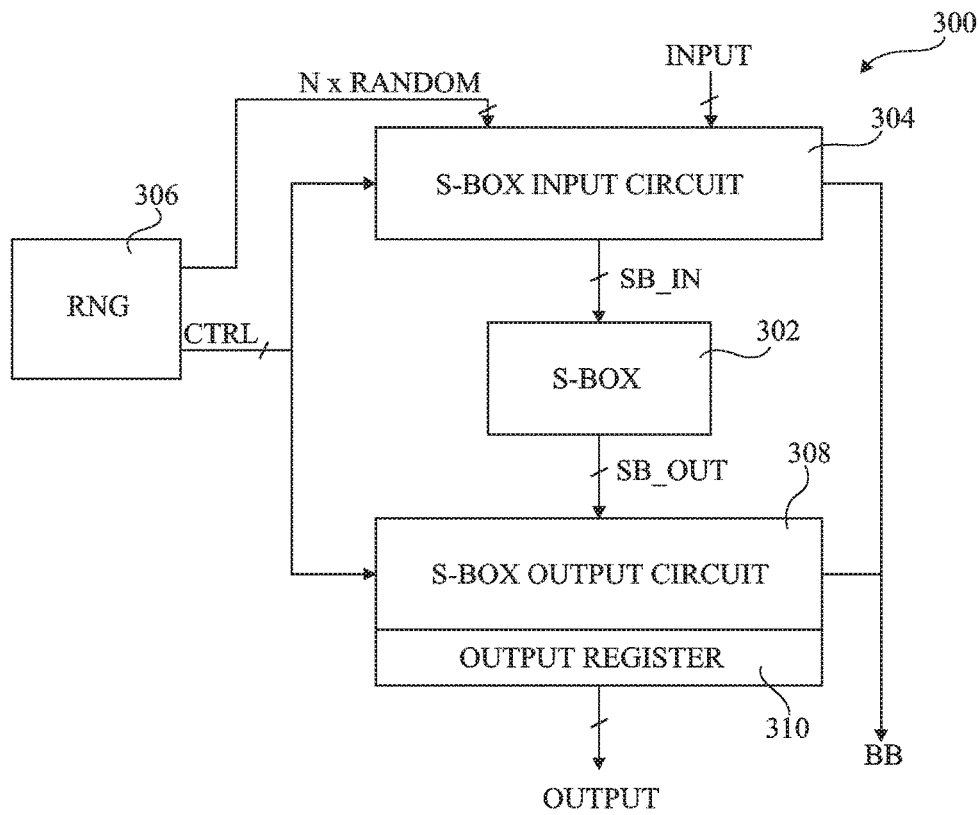 300
INPUT
N x RANDOM
304
S-BOX INPUT CIRCUIT
306
RNG
SB_IN
CTRL
302
S-BOX
SB_OUT
308
S-BOX OUTPUT CIRCUIT
OUTPUT REGISTER
310
BB
OUTPUT